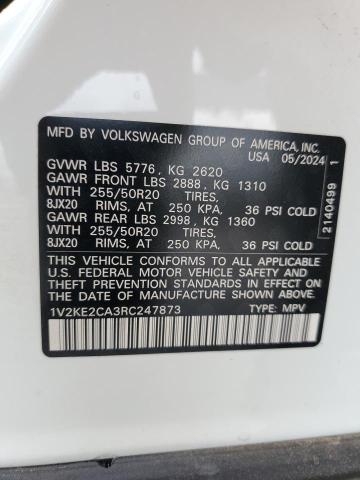 MFD BY VOLKSWAGEN GROUP OF AMERICA, INC.
USA 05/2024
GVWR LBS 5776, KG 2620
GAWR FRONT LBS 2888, KG 1310
WITH 255/50R20 TIRES,
8JX20 RIMS, AT 250 KPA, 36 PSI COLD
GAWR REAR LBS 2998, KG 1360
WITH 255/50R20 TIRES,
8JX20 RIMS, AT 250 KPA, 36 PSI COLD
THIS VEHICLE CONFORMS TO ALL APPLICABLE
U.S. FEDERAL MOTOR VEHICLE SAFETY AND
THEFT PREVENTION STANDARDS IN EFFECT ON
THE DATE OF MANUFACTURE SHOWN ABOVE.
1V2KE2CA3RC247873 TYPE: MPV
2140499 1